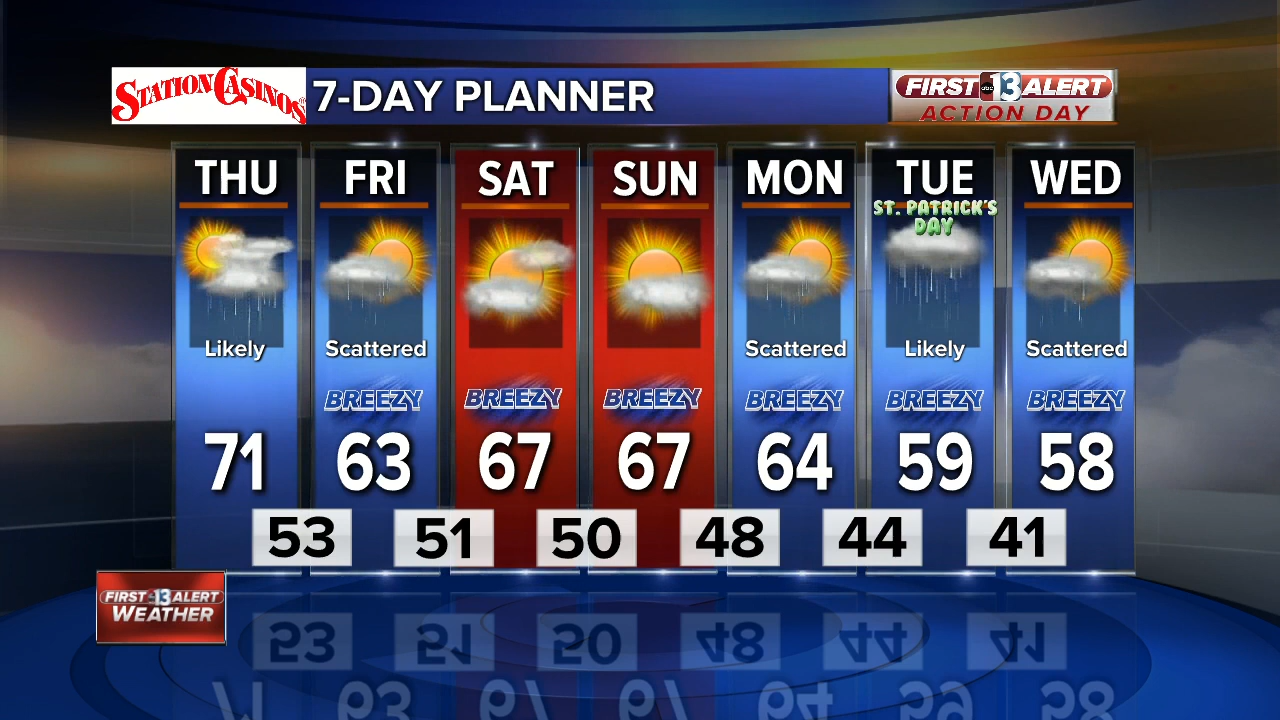 STATION CASINOS 7-DAY PLANNER FIRST abc 13 ALERT
ACTION DAY
THU FRI SAT SUN MON TUE WED
ST. PATRICK'S
DAY
Likely Scattered Scattered Likely Scattered
BREEZY BREEZY BREEZY BREEZY BREEZY BREEZY
71 63 67 67 64 59 58
53 51 50 48 44 41
FIRST 13 ALERT
WEATHER